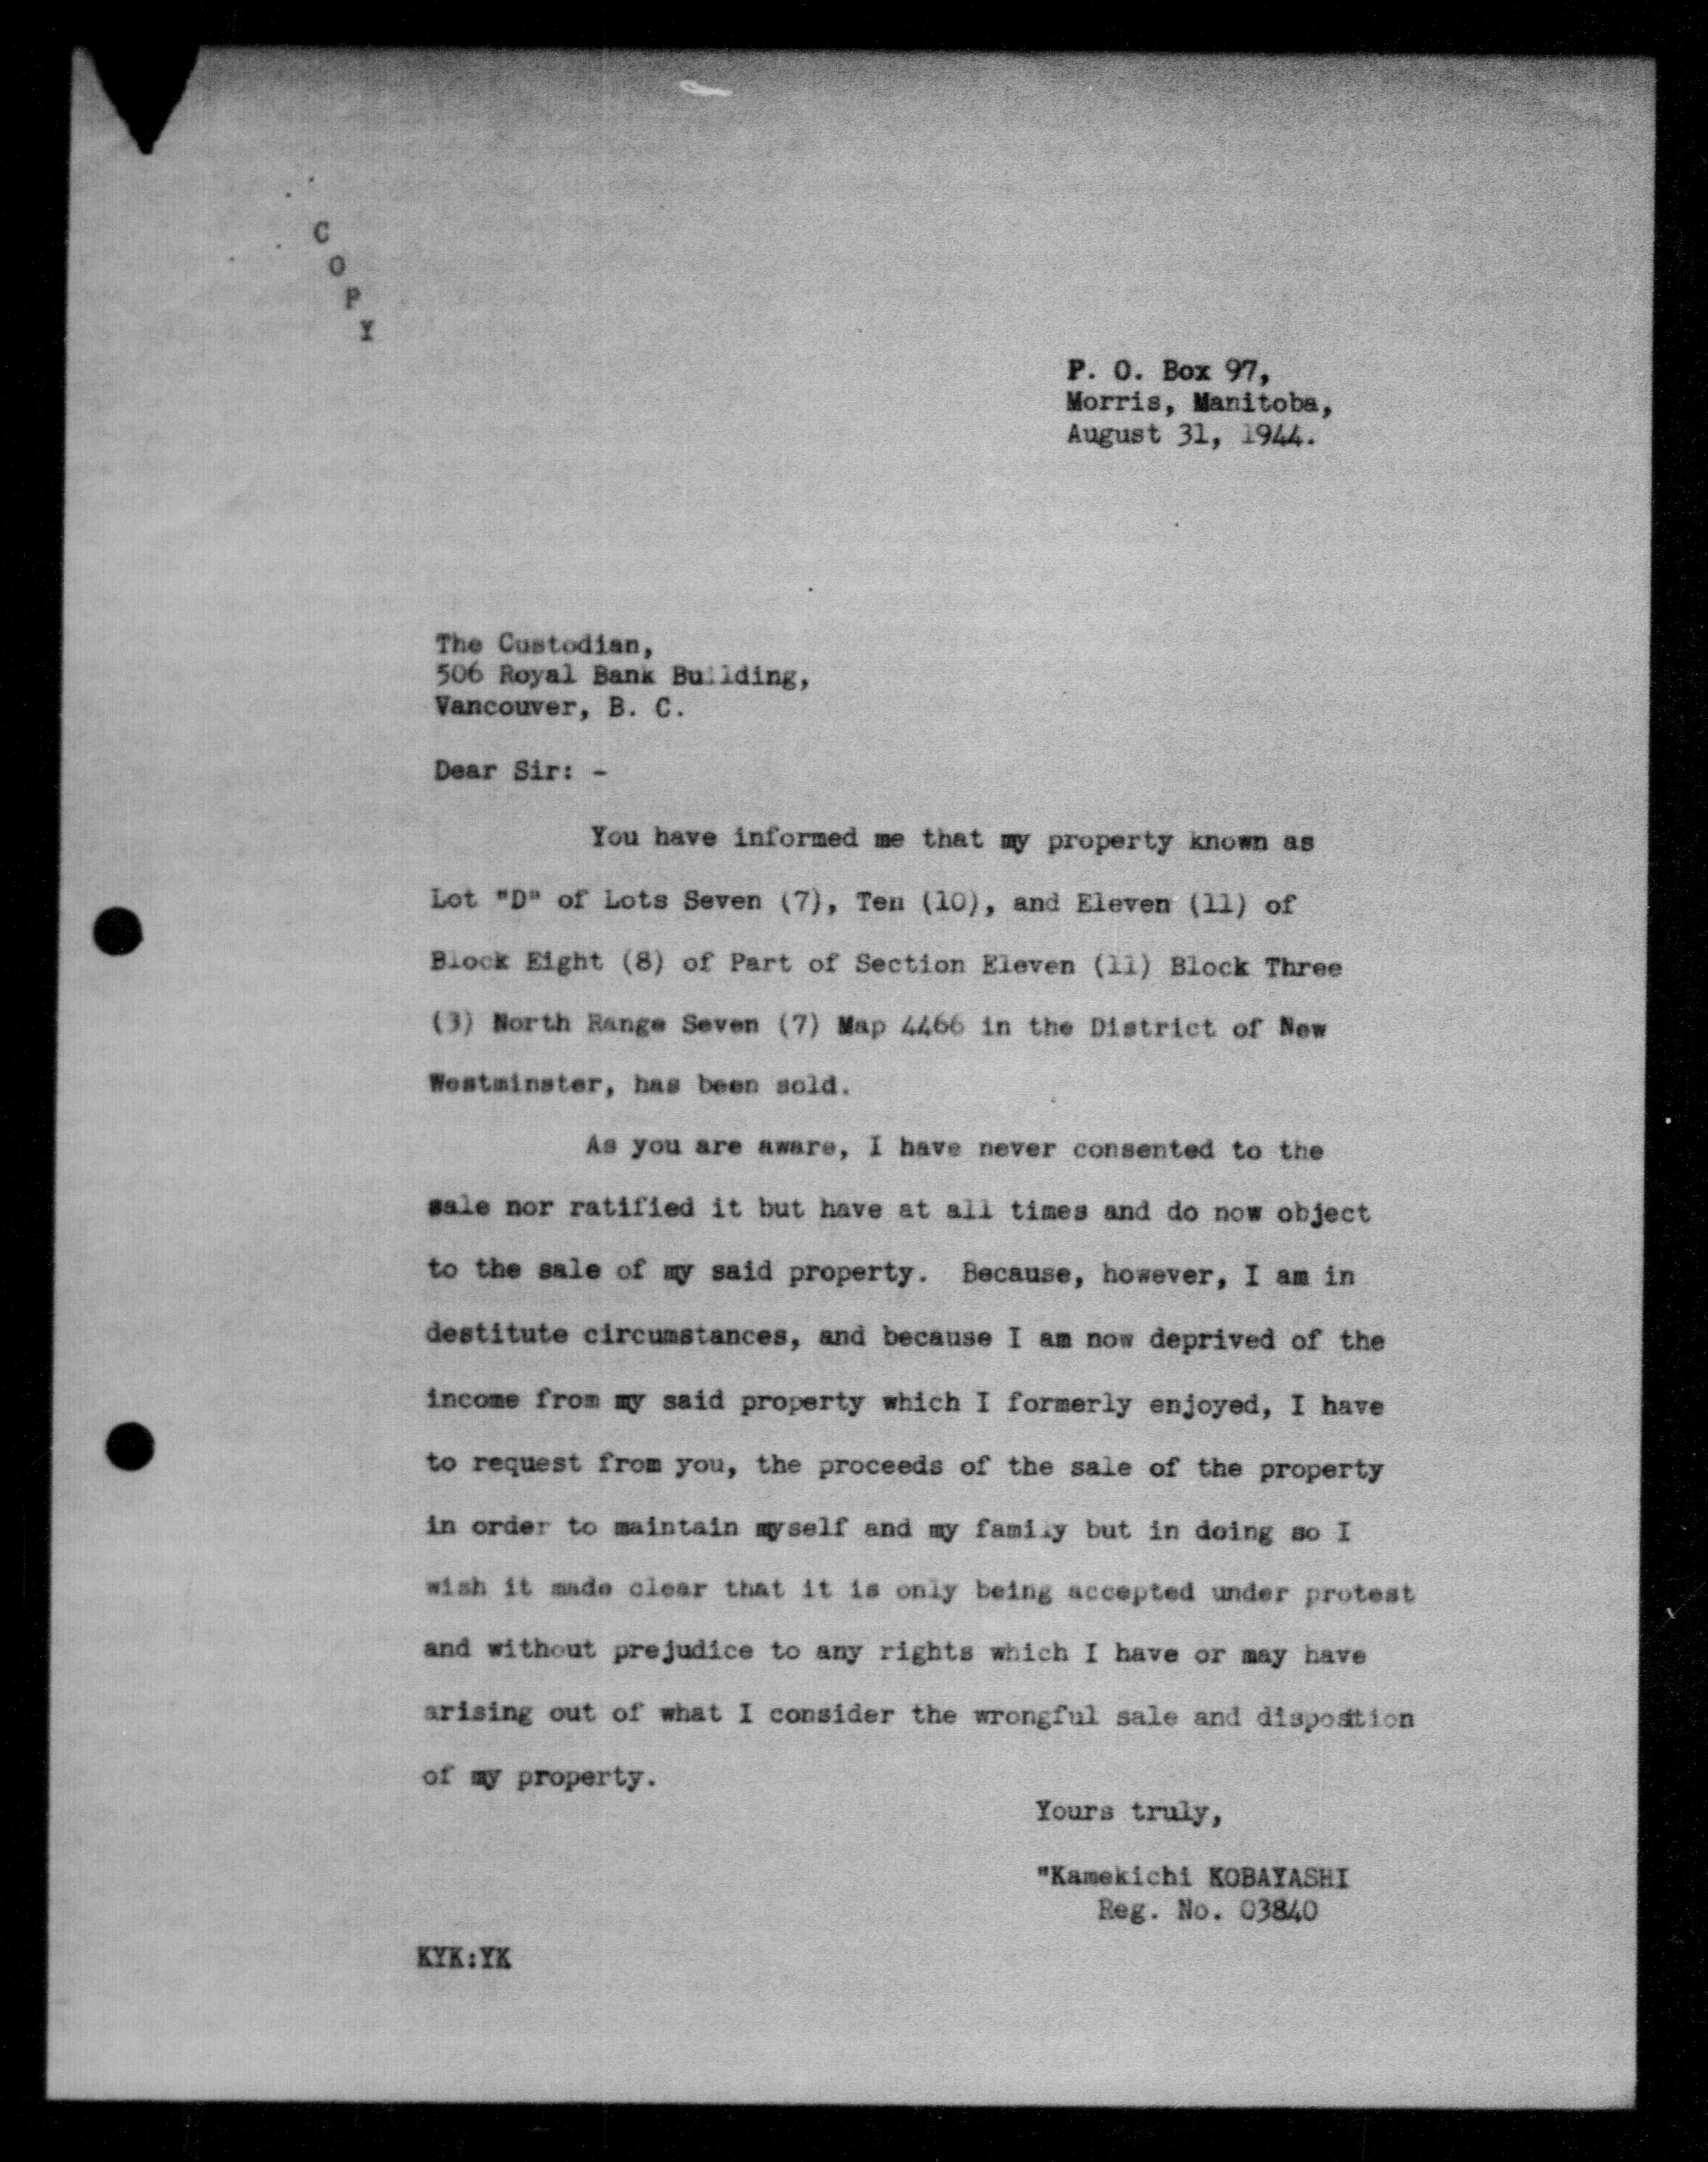 C
O
P
Y
P. O. Box 97,
Morris, Manitoba,
August 31, 1944.
The Custodian,
506 Royal Bank Building,
Vancouver, B. C.
Dear Sir: -
You have informed me that my property known as
Lot "D" of Lots Seven (7), Ten (10), and Eleven (11) of
Block Eight (8) of Part of Section Eleven (11) Block Three
(3) North Range Seven (7) Map 4466 in the District of New
Westminster, has been sold.
As you are aware, I have never consented to the
sale nor ratified it but have at all times and do now object
to the sale of my said property. Because, however, I am in
destitute circumstances, and because I am now deprived of the
income from my said property which I formerly enjoyed, I have
to request from you, the proceeds of the sale of the property
in order to maintain myself and my family but in doing so I
wish it made clear that it is only being accepted under protest
and without prejudice to any rights which I have or may have
arising out of what I consider the wrongful sale and disposition
of my property.
Yours truly,
"Kamekichi KOBAYASHI
Reg. No. 03840
KYK:YK